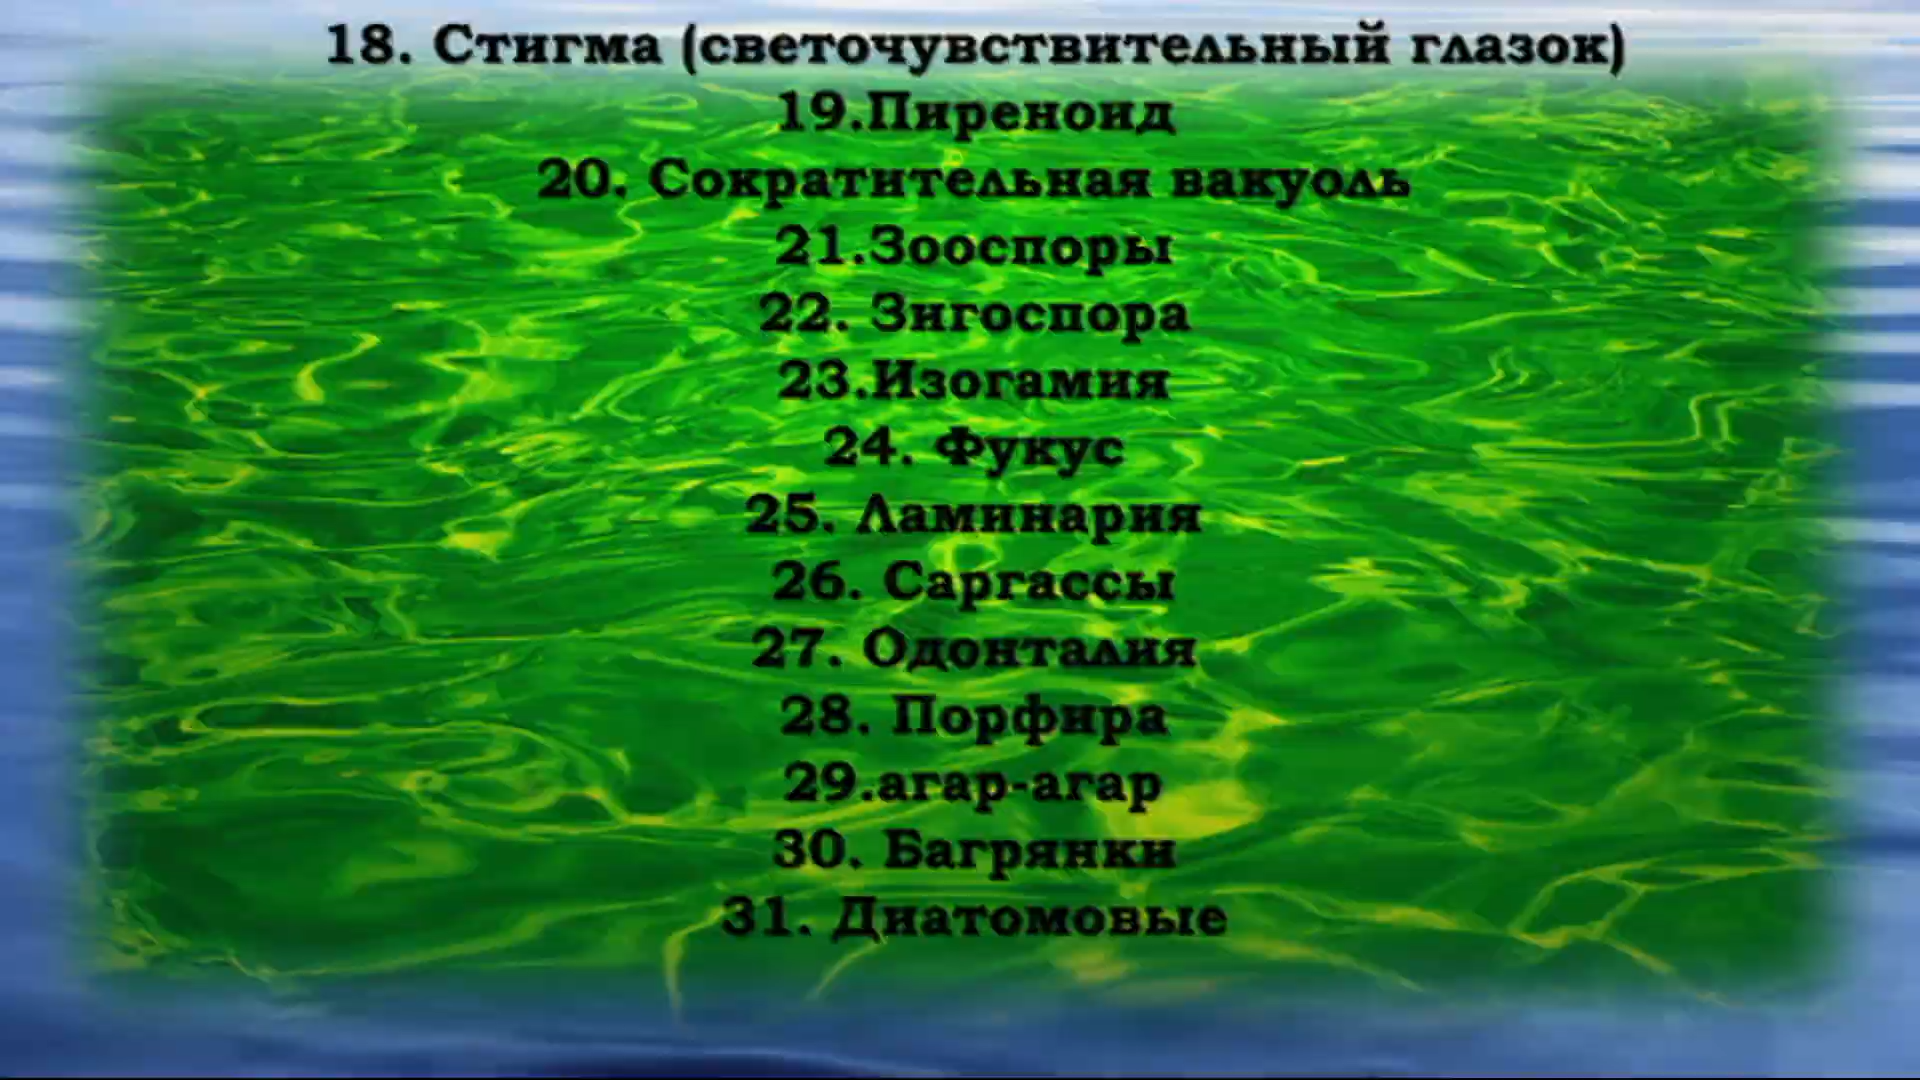 18. Стигма (светочувствительный глазок)
19.Пиреноид
20. Сократительная вакуоль
21.Зооспоры
22. Зигоспора
23.Изогамия
24. Фукус
25. Ламинария
26. Саргассы
27. Одонталия
28. Порфира
29.агар-агар
30. Багрянки
31. Диатомовые